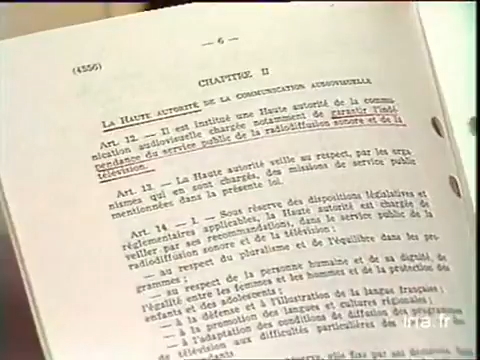 — 6 —
(4556)
CHAPITRE II
LA HAUTE AUTORITÉ DE LA COMMUNICATION AUDIOVISUELLE
Art. 12. — Il est institué une Haute autorité de la commu-
nication audiovisuelle chargée notamment de garantir l'indé-
pendance du service public de la radiodiffusion sonore et de la
télévision.
Art. 13. — La Haute autorité veille au respect, par les orga-
nismes qui en sont chargés, des missions de service public
mentionnées dans la présente loi.
Art. 14. — I. — Sous réserve des dispositions législatives et
réglementaires applicables, la Haute autorité est chargée de
veiller par ses recommandations, dans le service public de la
radiodiffusion sonore et de la télévision :
— au respect du pluralisme et de l'équilibre dans les pro-
grammes ;
— au respect de la personne humaine et de sa dignité, de
l'égalité entre les femmes et les hommes et de la protection des
enfants et des adolescents ;
— à la défense et à l'illustration de la langue française ;
— à la promotion des langues et cultures régionales ;
— à l'adaptation des conditions de diffusion des programmes
de télévision aux difficultés particulières des
ina.fr